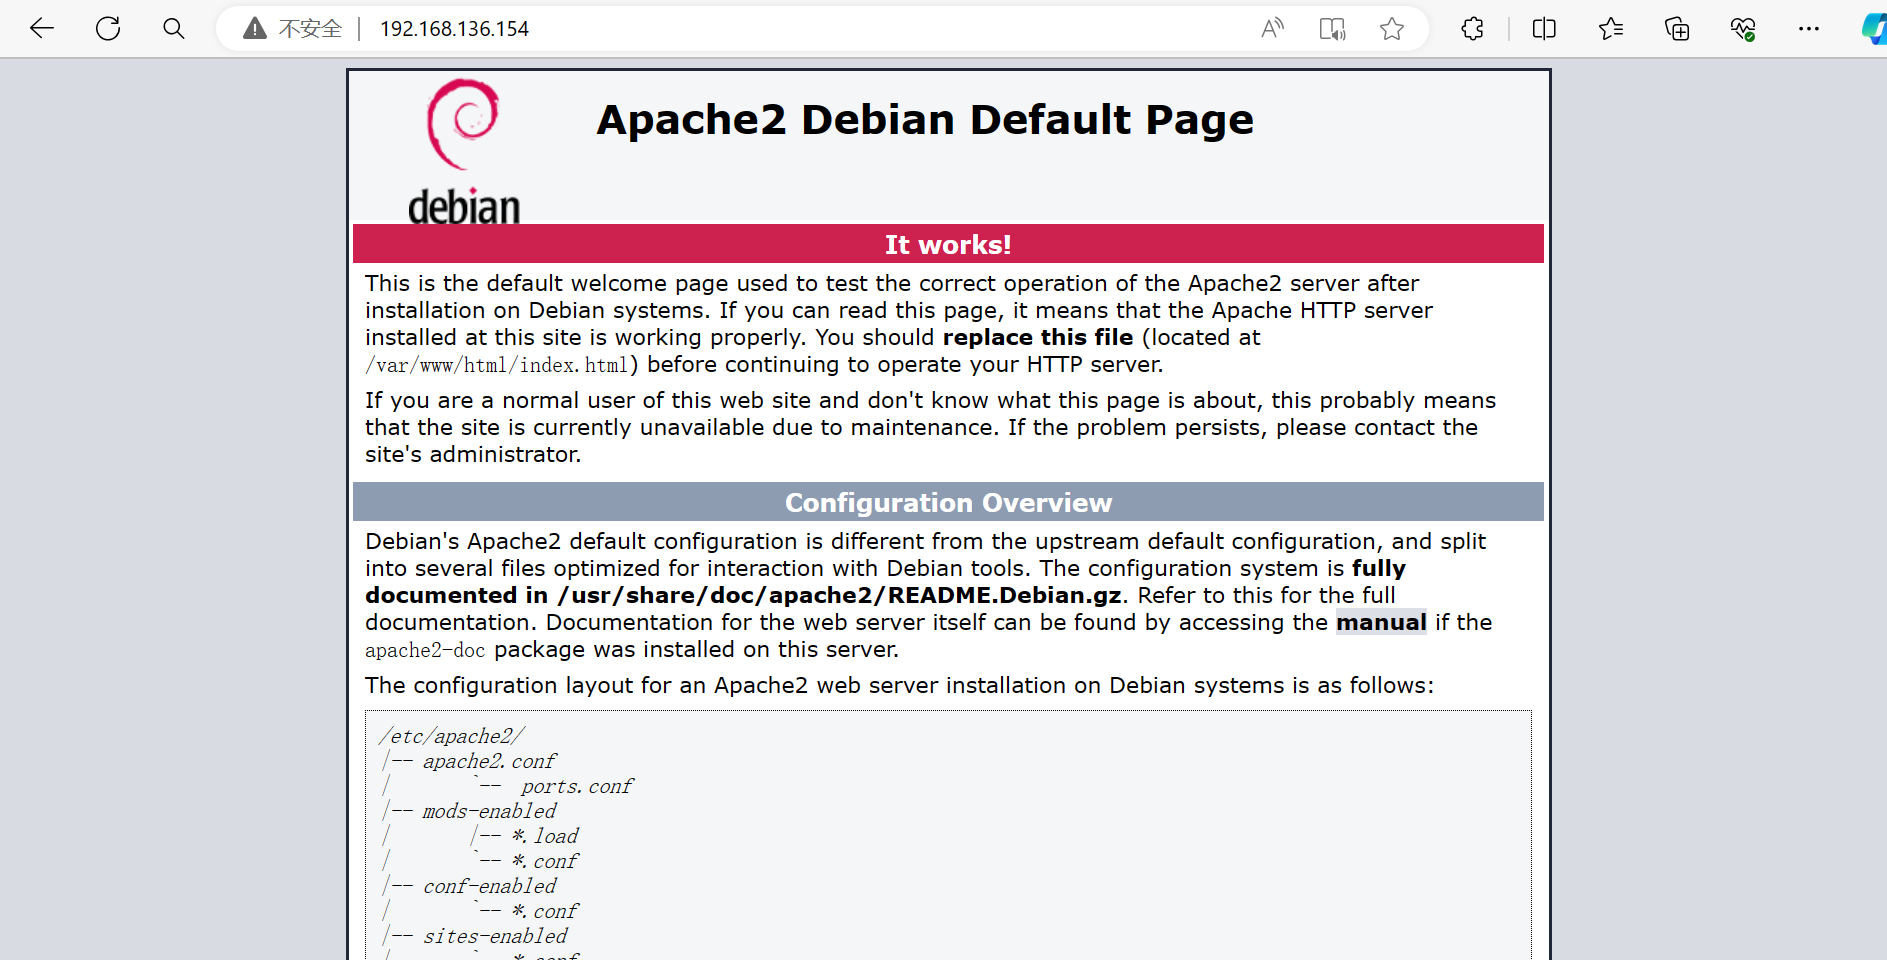 不安全 192.168.136.154
debian
Apache2 Debian Default Page
It works!
This is the default welcome page used to test the correct operation of the Apache2 server after
installation on Debian systems. If you can read this page, it means that the Apache HTTP server
installed at this site is working properly. You should replace this file (located at
/var/www/html/index.html) before continuing to operate your HTTP server.
If you are a normal user of this web site and don't know what this page is about, this probably means
that the site is currently unavailable due to maintenance. If the problem persists, please contact the
site's administrator.
Configuration Overview
Debian's Apache2 default configuration is different from the upstream default configuration, and split
into several files optimized for interaction with Debian tools. The configuration system is fully
documented in /usr/share/doc/apache2/README.Debian.gz. Refer to this for the full
documentation. Documentation for the web server itself can be found by accessing the manual if the
apache2-doc package was installed on this server.
The configuration layout for an Apache2 web server installation on Debian systems is as follows:
/etc/apache2/
|-- apache2.conf
|       `--  ports.conf
|-- mods-enabled
|       |-- *.load
|       `-- *.conf
|-- conf-enabled
|       `-- *.conf
|-- sites-enabled
|       `-- *.conf